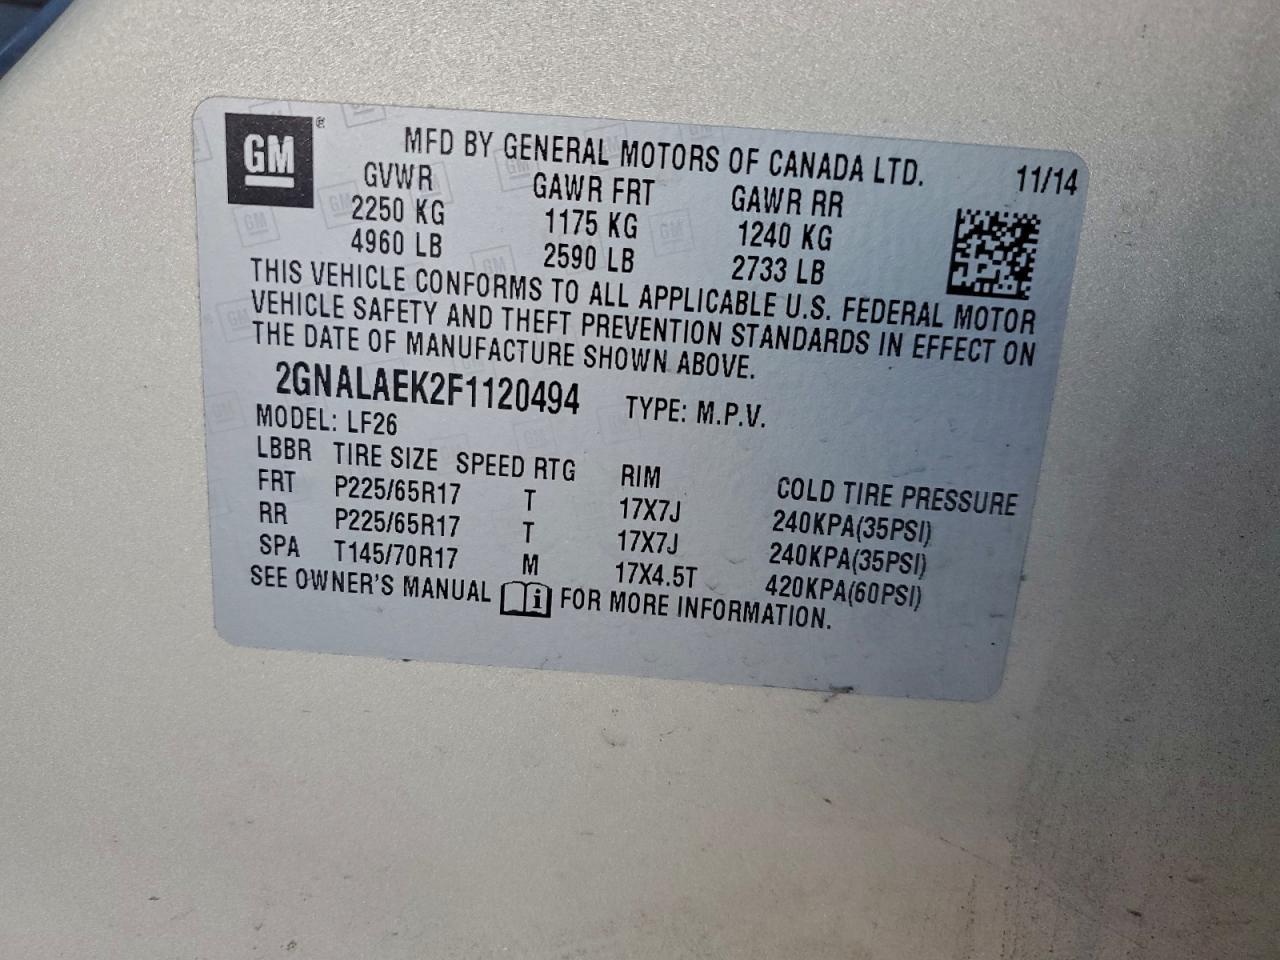 GM ®
MFD BY GENERAL MOTORS OF CANADA LTD. 11/14
GVWR GAWR FRT GAWR RR
2250 KG 1175 KG 1240 KG
4960 LB 2590 LB 2733 LB
THIS VEHICLE CONFORMS TO ALL APPLICABLE U.S. FEDERAL MOTOR
VEHICLE SAFETY AND THEFT PREVENTION STANDARDS IN EFFECT ON
THE DATE OF MANUFACTURE SHOWN ABOVE.
2GNALAEK2F1120494 TYPE: M.P.V.
MODEL: LF26
LBBR TIRE SIZE SPEED RTG RIM COLD TIRE PRESSURE
FRT P225/65R17 T 17X7J 240KPA(35PSI)
RR P225/65R17 T 17X7J 240KPA(35PSI)
SPA T145/70R17 M 17X4.5T 420KPA(60PSI)
SEE OWNER'S MANUAL i FOR MORE INFORMATION.